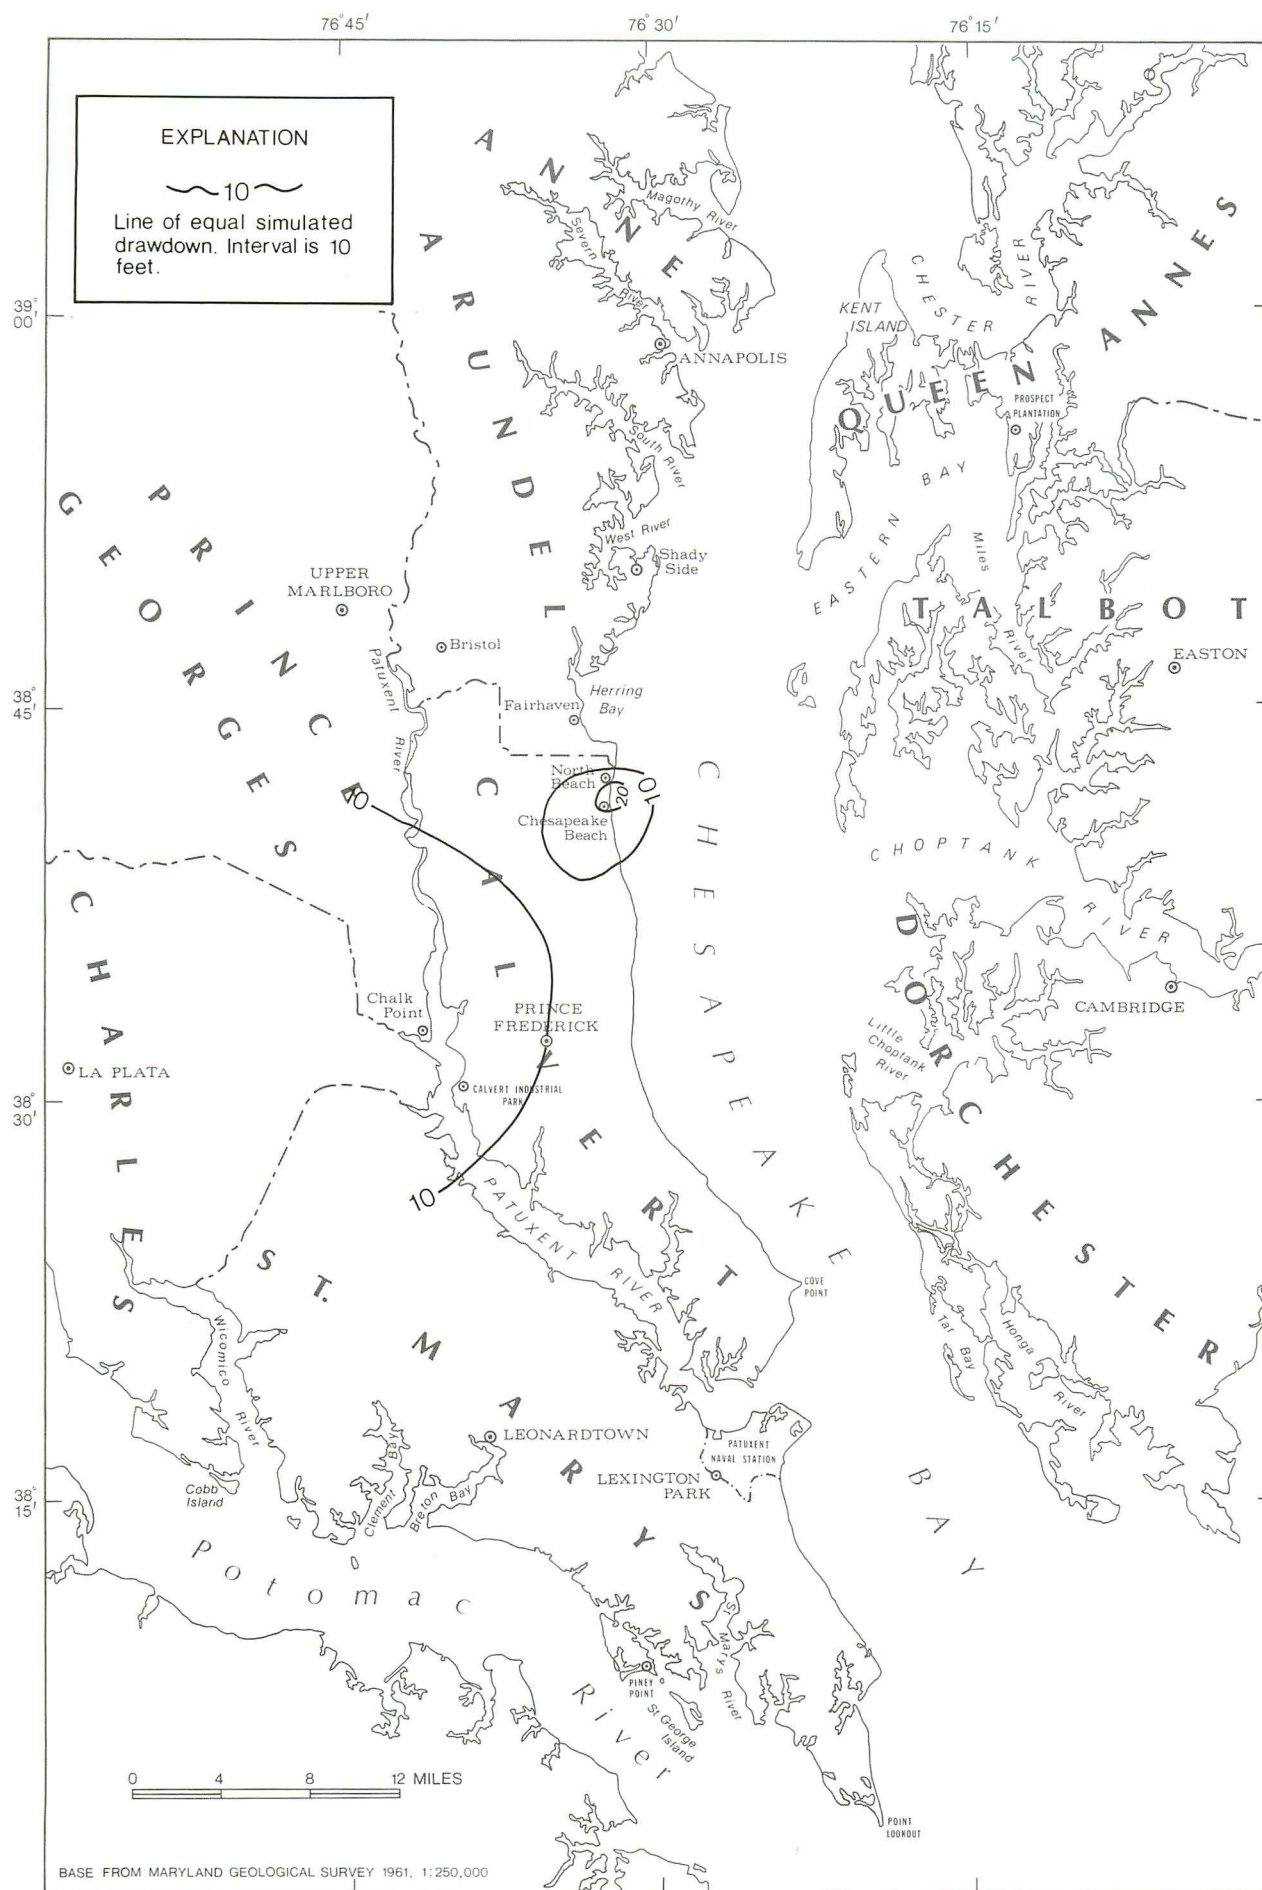 76°45'
76°30'
76°15'
EXPLANATION
10
Line of equal simulated
drawdown. Interval is 10
feet.
39°
00'
38°
45'
38°
30'
38°
15'
ANNE
ARUNDEL
Magothy River
Severn
River
ANNAPOLIS
South River
West River
Shady
Side
KENT
ISLAND
CHESTER
RIVER
QUEEN ANNES
PROSPECT
PLANTATION
EASTERN
BAY
Miles
River
TALBOT
EASTON
PRINCE
GEORGES
UPPER
MARLBORO
Bristol
Patuxent
River
Fairhaven
Herring
Bay
North
Beach
Chesapeake
Beach
10
20
10
10
CALVERT
CHESAPEAKE
BAY
CHOPTANK
RIVER
CAMBRIDGE
DORCHESTER
Little
Choptank
River
CHARLES
LA PLATA
Chalk
Point
PRINCE
FREDERICK
CALVERT INDUSTRIAL
PARK
PATUXENT
RIVER
COVE
POINT
Tar Bay
Honga
River
ST. MARYS
Wicomico
River
Cobb
Island
Clement Bay
Breton Bay
LEONARDTOWN
LEXINGTON
PARK
PATUXENT
NAVAL STATION
Potomac
River
PINEY
POINT
St George
Island
St Marys
River
POINT
LOOKOUT
0 4 8 12 MILES
BASE FROM MARYLAND GEOLOGICAL SURVEY 1961, 1:250,000